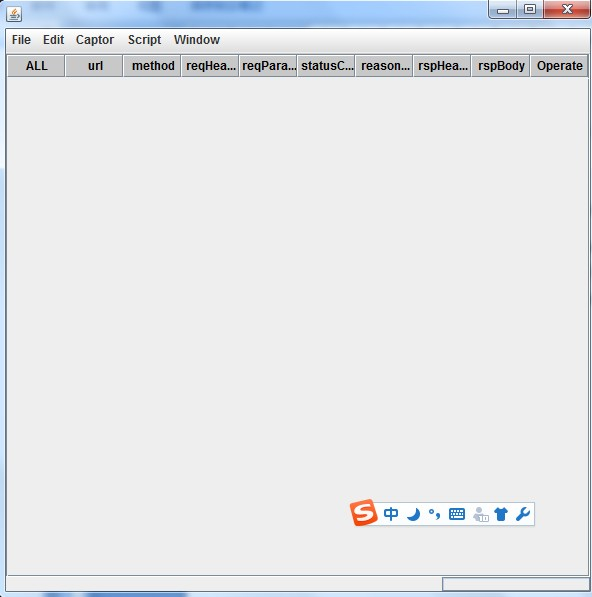 File Edit Captor Script Window
ALL url method reqHea... reqPara... statusC... reason... rspHea... rspBody Operate
S 中